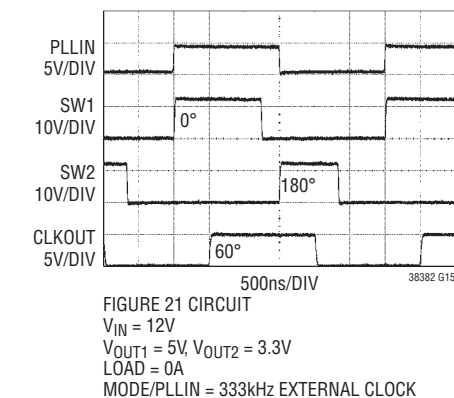 PLLIN
5V/DIV
SW1
10V/DIV
0°
SW2
10V/DIV
180°
CLKOUT
5V/DIV
60°
500ns/DIV
38382 G15
FIGURE 21 CIRCUIT
VIN = 12V
VOUT1 = 5V, VOUT2 = 3.3V
LOAD = 0A
MODE/PLLIN = 333kHz EXTERNAL CLOCK